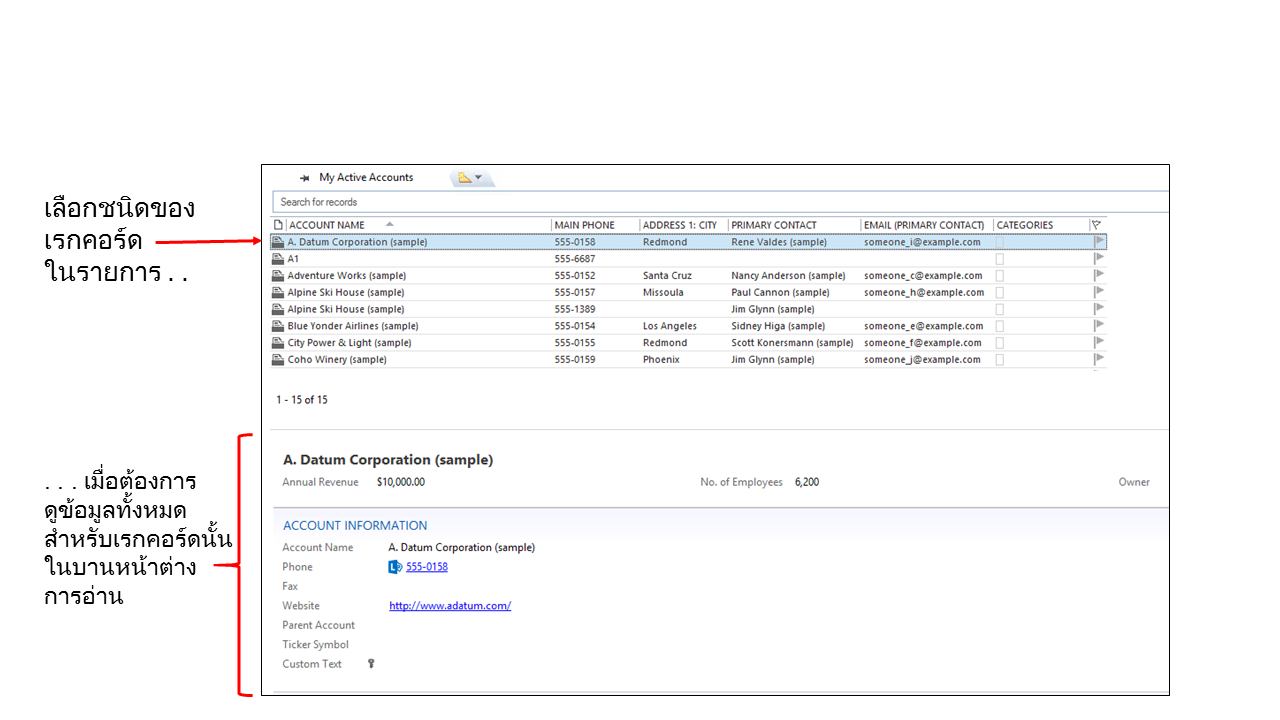 เลือกชนิดของ
เรกคอร์ด
ในรายการ . .
My Active Accounts
Search for records
ACCOUNT NAME MAIN PHONE ADDRESS 1: CITY PRIMARY CONTACT EMAIL (PRIMARY CONTACT) CATEGORIES
A. Datum Corporation (sample) 555-0158 Redmond Rene Valdes (sample) someone_i@example.com
A1 555-6687
Adventure Works (sample) 555-0152 Santa Cruz Nancy Anderson (sample) someone_c@example.com
Alpine Ski House (sample) 555-0157 Missoula Paul Cannon (sample) someone_h@example.com
Alpine Ski House (sample) 555-1389 Jim Glynn (sample)
Blue Yonder Airlines (sample) 555-0154 Los Angeles Sidney Higa (sample) someone_e@example.com
City Power & Light (sample) 555-0155 Redmond Scott Konersmann (sample) someone_f@example.com
Coho Winery (sample) 555-0159 Phoenix Jim Glynn (sample) someone_j@example.com
1 - 15 of 15
. . . เมื่อต้องการ
ดูข้อมูลทั้งหมด
สำหรับเรกคอร์ดนั้น
ในบานหน้าต่าง
การอ่าน
A. Datum Corporation (sample)
Annual Revenue $10,000.00 No. of Employees 6,200 Owner
ACCOUNT INFORMATION
Account Name A. Datum Corporation (sample)
Phone 555-0158
Fax
Website http://www.adatum.com/
Parent Account
Ticker Symbol
Custom Text